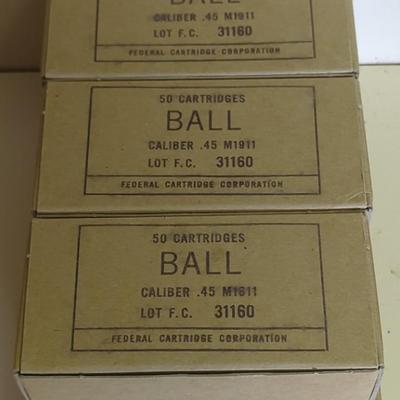 BALL
CALIBER .45 M1911
LOT F.C. 31160
FEDERAL CARTRIDGE CORPORATION
50 CARTRIDGES
BALL
CALIBER .45 M1911
LOT F.C. 31160
FEDERAL CARTRIDGE CORPORATION
50 CARTRIDGES
BALL
CALIBER .45 M1911
LOT F.C. 31160
FEDERAL CARTRIDGE CORPORATION